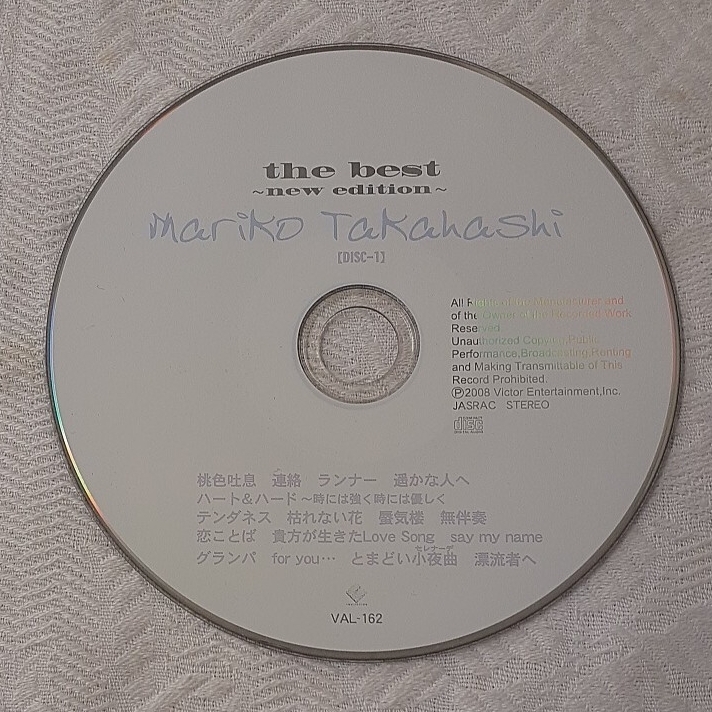 the best
~new edition~
Mariko Takahashi
[DISC-1]
All Rights of the Manufacturer and
of the Owner of the Recorded Work
Reserved.
Unauthorized Copying,Public
Performance,Broadcasting,Renting
and Making Transmittable of This
Record Prohibited.
Ⓟ2008 Victor Entertainment,Inc.
JASRAC STEREO
COMPACT
disc
DIGITAL AUDIO
桃色吐息 連絡 ランナー 遥かな人へ
ハート&ハード ~時には強く時には優しく
テンダネス 枯れない花 蜃気楼 無伴奏
恋ことば 貴方が生きたLove Song say my name
セレナーデ
グランパ for you… とまどい小夜曲 漂流者へ
VAL-162